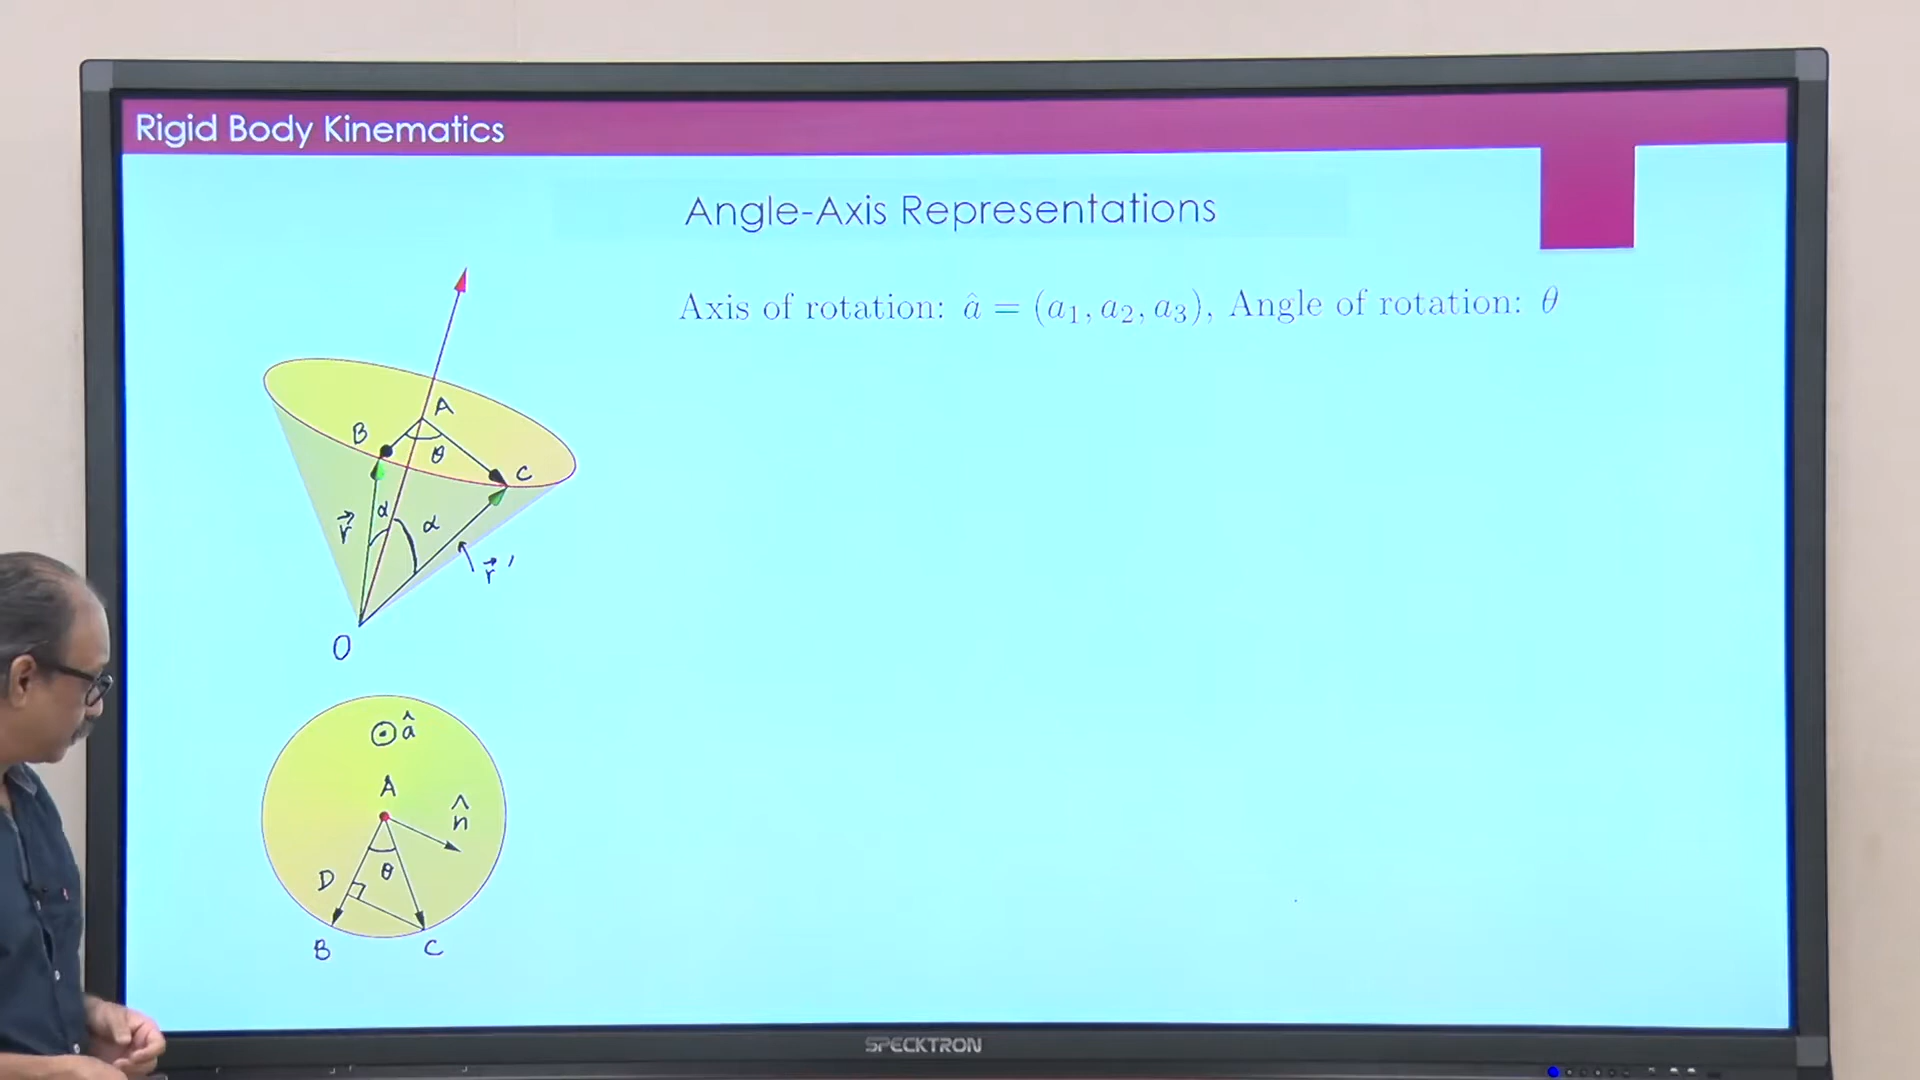 Rigid Body Kinematics
Angle-Axis Representations
Axis of rotation: â = (a₁, a₂, a₃), Angle of rotation: θ
A
B
θ
C
α
α
r⃗
r⃗ ′
O
â
A
n̂
θ
D
B
C
SPECKTRON